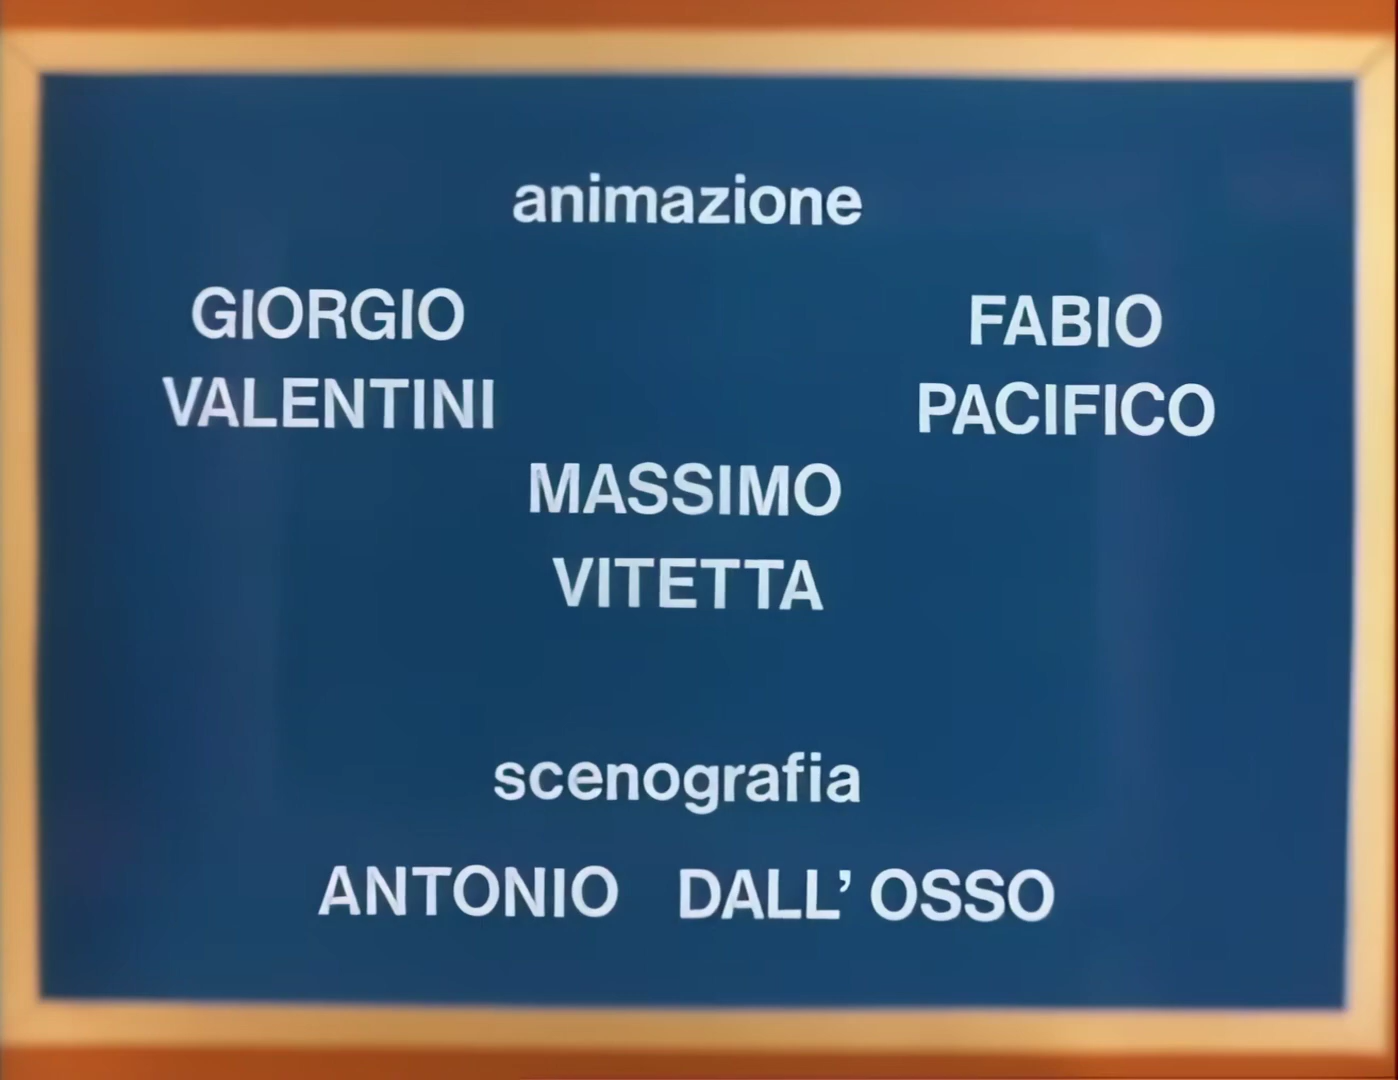 animazione
GIORGIO FABIO
VALENTINI PACIFICO
MASSIMO
VITETTA
scenografia
ANTONIO DALL' OSSO